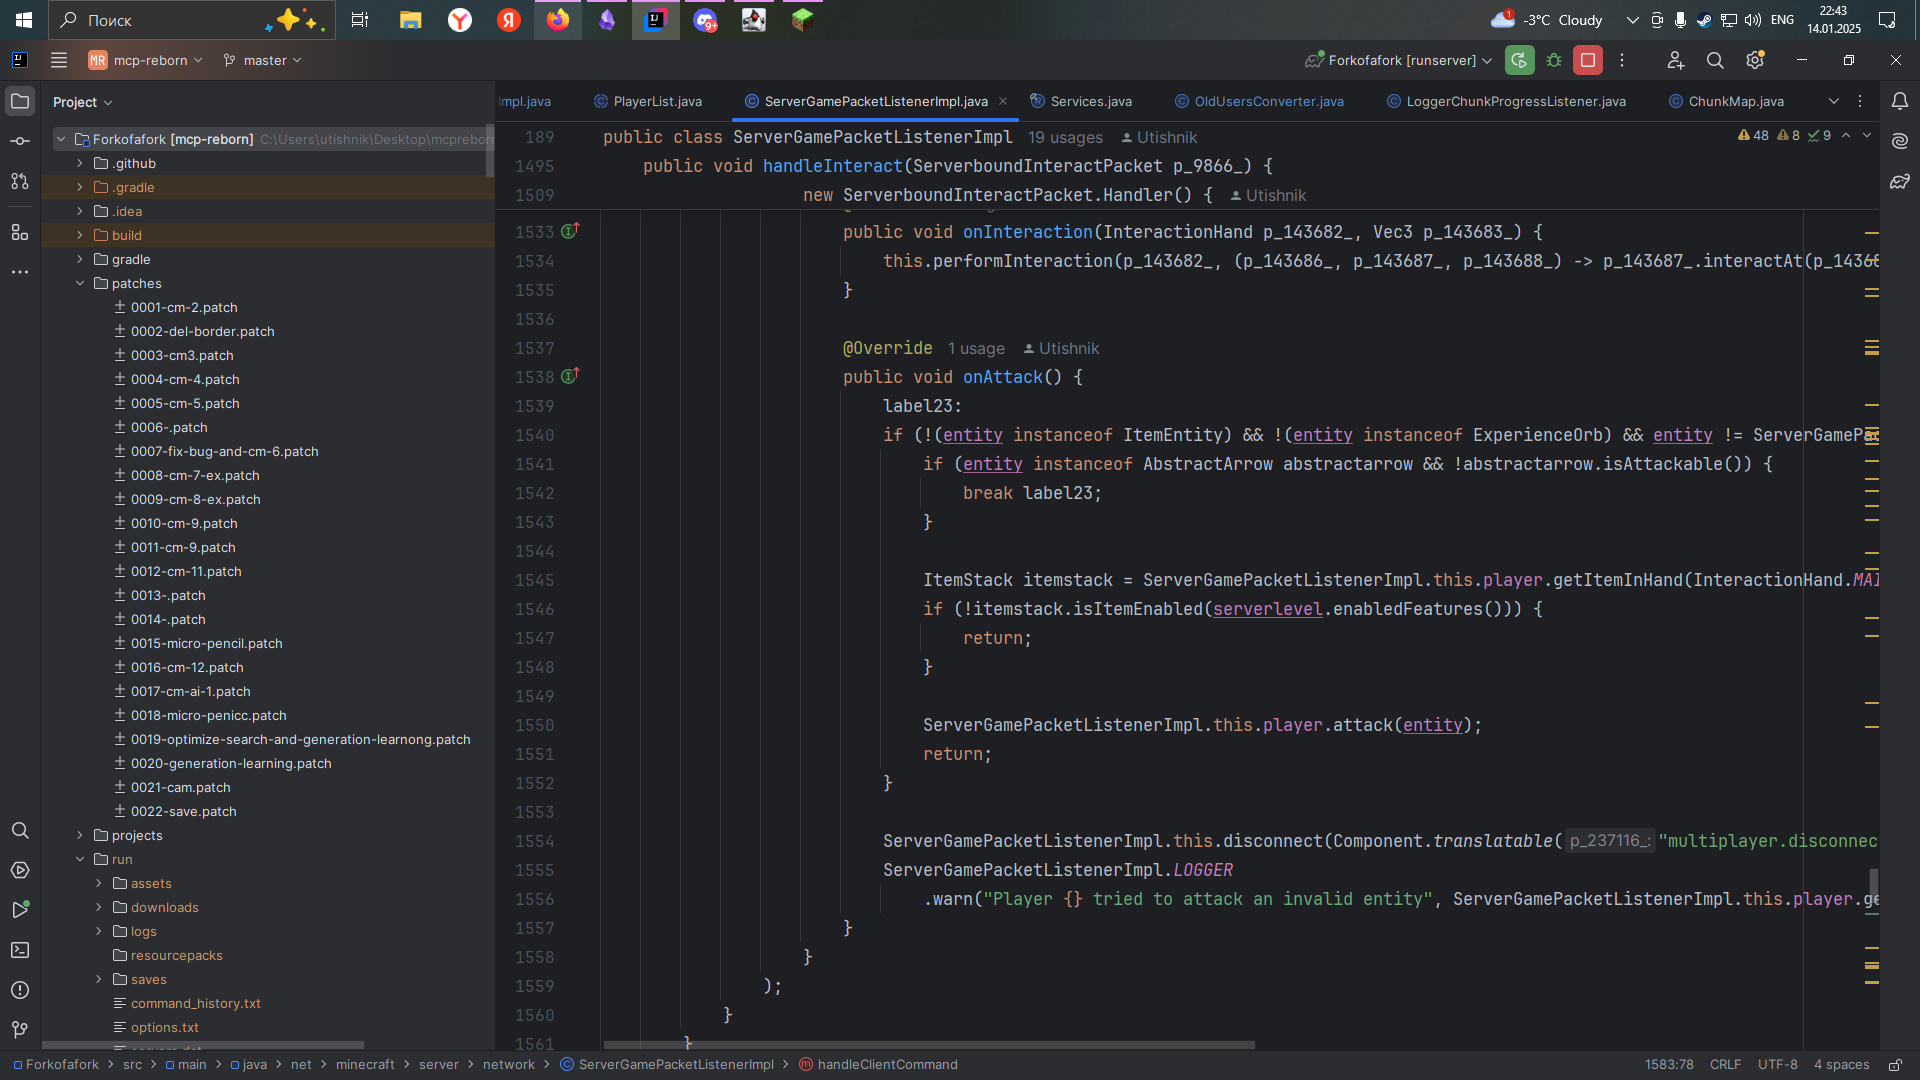 Поиск
9+
1
-3°C Cloudy
ENG
22:43
14.01.2025
MR mcp-reborn
master
Forkofafork [runserver]
Project
PlayerList.java
ServerGamePacketListenerImpl.java
Services.java
OldUsersConverter.java
LoggerChunkProgressListener.java
ChunkMap.java
Forkofafork [mcp-reborn] C:\Users\utishnik\Desktop\mcprebor
.github
.gradle
.idea
build
gradle
patches
0001-cm-2.patch
0002-del-border.patch
0003-cm3.patch
0004-cm-4.patch
0005-cm-5.patch
0006-.patch
0007-fix-bug-and-cm-6.patch
0008-cm-7-ex.patch
0009-cm-8-ex.patch
0010-cm-9.patch
0011-cm-9.patch
0012-cm-11.patch
0013-.patch
0014-.patch
0015-micro-pencil.patch
0016-cm-12.patch
0017-cm-ai-1.patch
0018-micro-penicc.patch
0019-optimize-search-and-generation-learnong.patch
0020-generation-learning.patch
0021-cam.patch
0022-save.patch
projects
run
assets
downloads
logs
resourcepacks
saves
command_history.txt
options.txt
48 8 9
189 public class ServerGamePacketListenerImpl 19 usages Utishnik
1495 public void handleInteract(ServerboundInteractPacket p_9866_) {
1509 new ServerboundInteractPacket.Handler() { Utishnik
1533 public void onInteraction(InteractionHand p_143682_, Vec3 p_143683_) {
1534 this.performInteraction(p_143682_, (p_143686_, p_143687_, p_143688_) -> p_143687_.interactAt(p_14368
1535 }
1536
1537 @Override 1 usage Utishnik
1538 public void onAttack() {
1539 label23:
1540 if (!(entity instanceof ItemEntity) && !(entity instanceof ExperienceOrb) && entity != ServerGamePac
1541 if (entity instanceof AbstractArrow abstractarrow && !abstractarrow.isAttackable()) {
1542 break label23;
1543 }
1544
1545 ItemStack itemstack = ServerGamePacketListenerImpl.this.player.getItemInHand(InteractionHand.MAI
1546 if (!itemstack.isItemEnabled(serverlevel.enabledFeatures())) {
1547 return;
1548 }
1549
1550 ServerGamePacketListenerImpl.this.player.attack(entity);
1551 return;
1552 }
1553
1554 ServerGamePacketListenerImpl.this.disconnect(Component.translatable( p_237116_: "multiplayer.disconnec
1555 ServerGamePacketListenerImpl.LOGGER
1556 .warn("Player {} tried to attack an invalid entity", ServerGamePacketListenerImpl.this.player.ge
1557 }
1558 }
1559 );
1560 }
1561 }
Forkofafork > src > main > java > net > minecraft > server > network > ServerGamePacketListenerImpl > handleClientCommand
1583:78 CRLF UTF-8 4 spaces